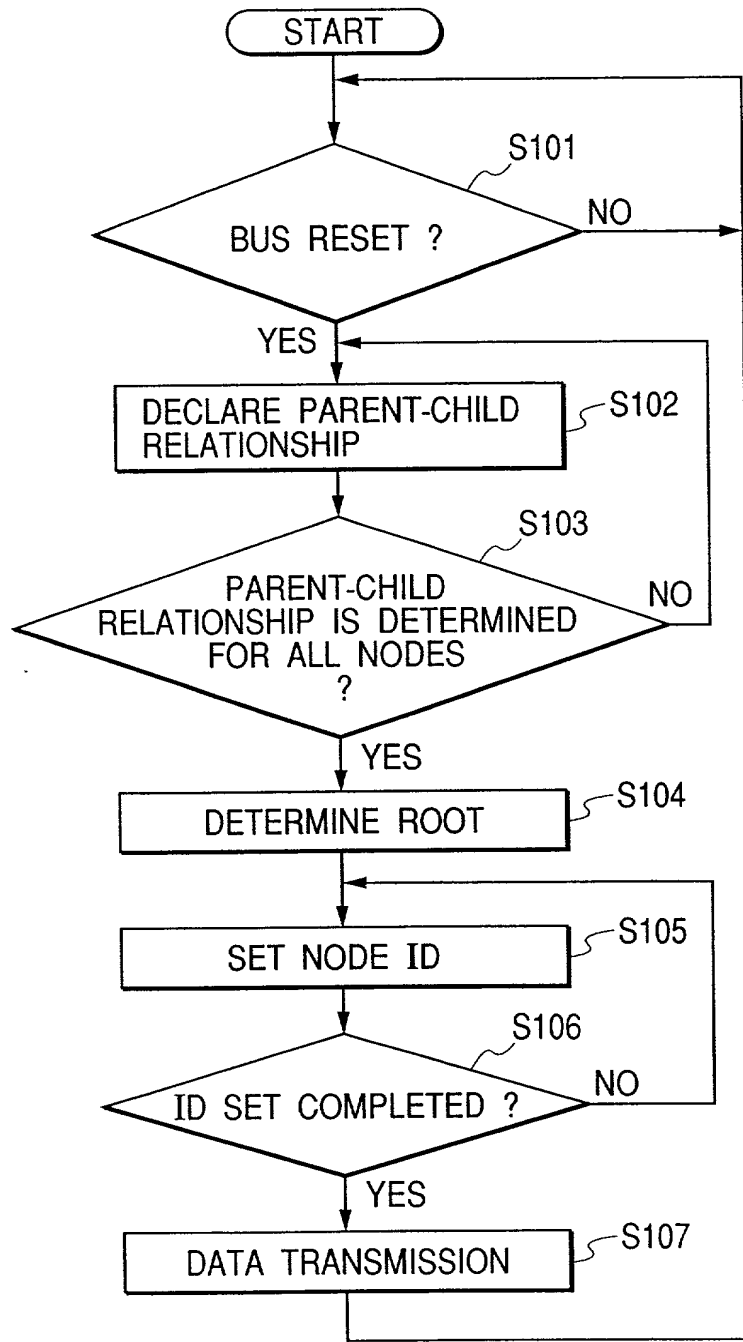 START
S101
BUS RESET ?
NO
YES
DECLARE PARENT-CHILD
RELATIONSHIP
S102
S103
PARENT-CHILD
RELATIONSHIP IS DETERMINED
FOR ALL NODES
?
NO
YES
DETERMINE ROOT
S104
SET NODE ID
S105
S106
ID SET COMPLETED ?
NO
YES
DATA TRANSMISSION
S107